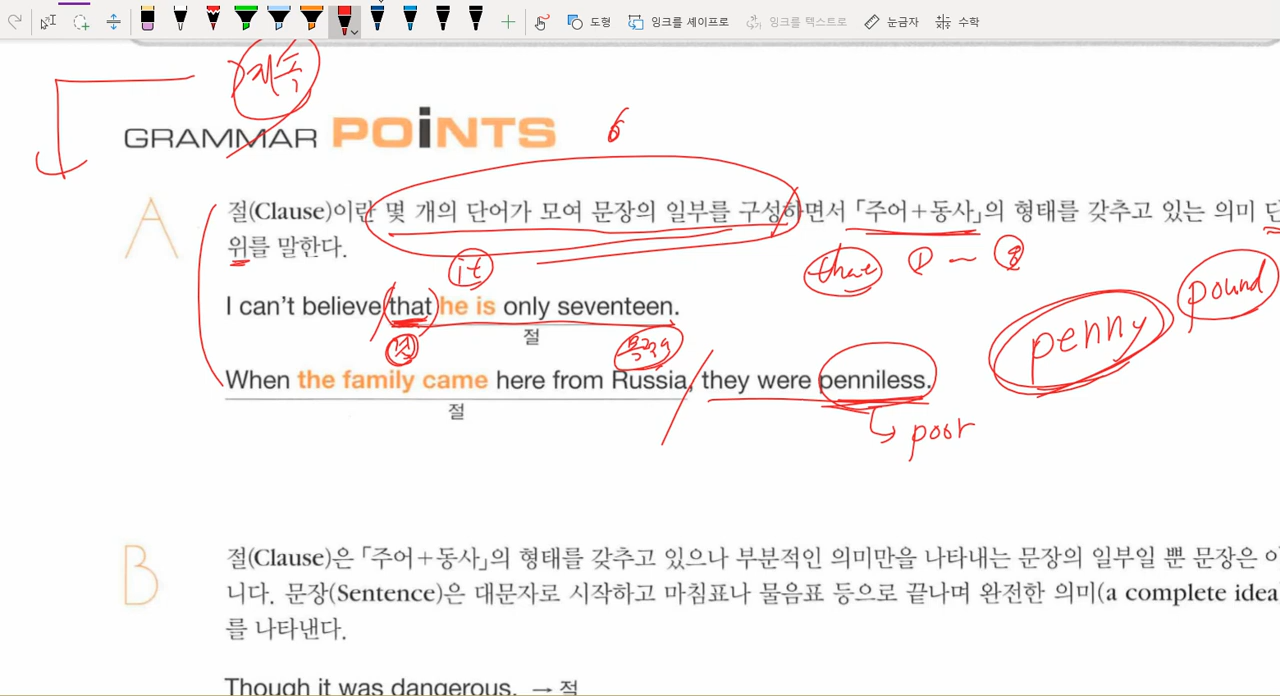 도형 잉크를 셰이프로 잉크를 텍스트로 눈금자 수학
GRAMMAR POiNTS
6
A
절(Clause)이란 몇 개의 단어가 모여 문장의 일부를 구성하면서 「주어+동사」의 형태를 갖추고 있는 의미 단
위를 말한다.
it
that ① ~ ⑧
pound
I can't believe that he is only seventeen.
절
penny
When the family came here from Russia, they were penniless.
절
poor
B
절(Clause)은 「주어+동사」의 형태를 갖추고 있으나 부분적인 의미만을 나타내는 문장의 일부일 뿐 문장은 아
니다. 문장(Sentence)은 대문자로 시작하고 마침표나 물음표 등으로 끝나며 완전한 의미(a complete idea
를 나타낸다.
Though it was dangerous. → 절